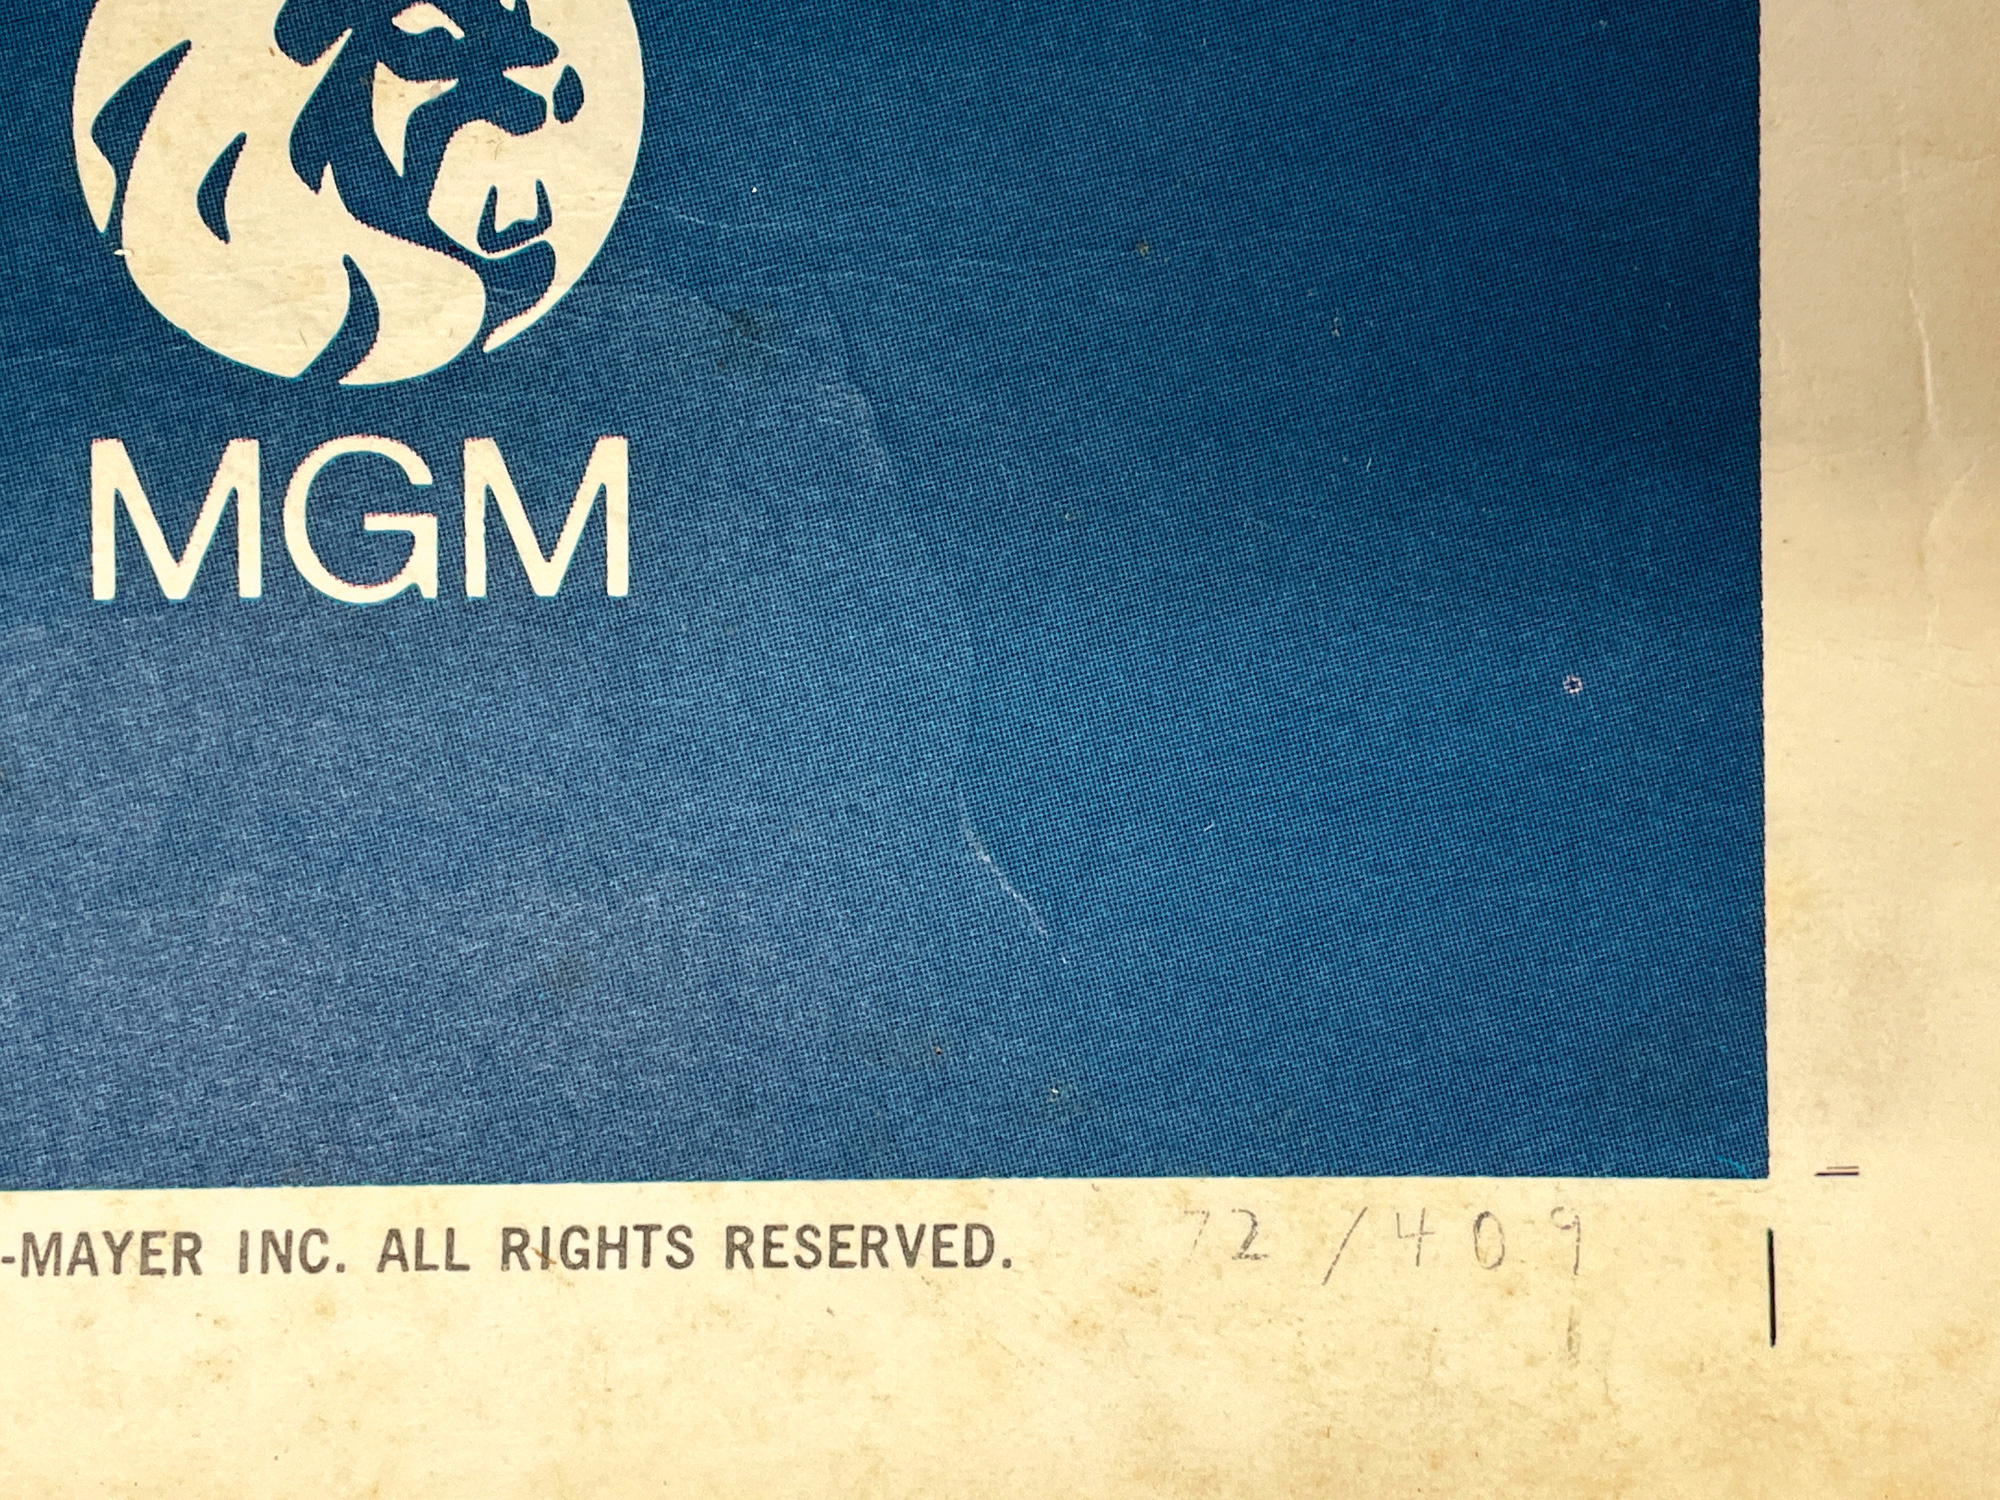 MGM
-MAYER INC. ALL RIGHTS RESERVED. 72/409